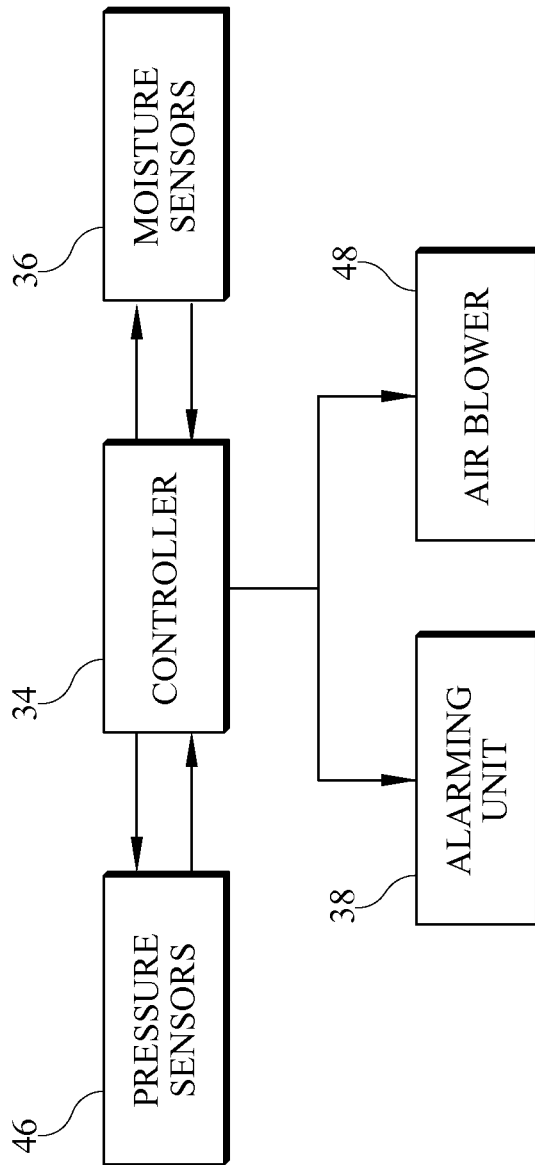 46
PRESSURE
SENSORS
34
CONTROLLER
36
MOISTURE
SENSORS
38
ALARMING
UNIT
48
AIR BLOWER